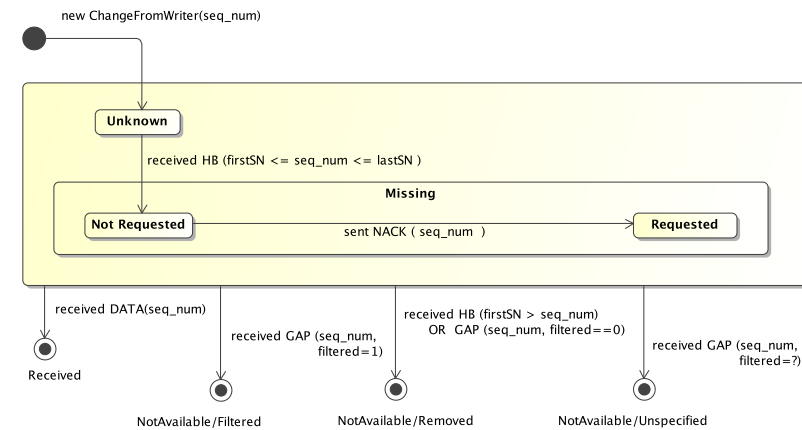 new ChangeFromWriter(seq_num)
Unknown
received HB (firstSN <= seq_num <= lastSN )
Missing
Not Requested
Requested
sent NACK ( seq_num  )
received DATA(seq_num)
Received
received GAP (seq_num,
filtered=1)
NotAvailable/Filtered
received HB (firstSN > seq_num)
OR  GAP (seq_num, filtered==0)
NotAvailable/Removed
received GAP (seq_num,
filtered=?)
NotAvailable/Unspecified